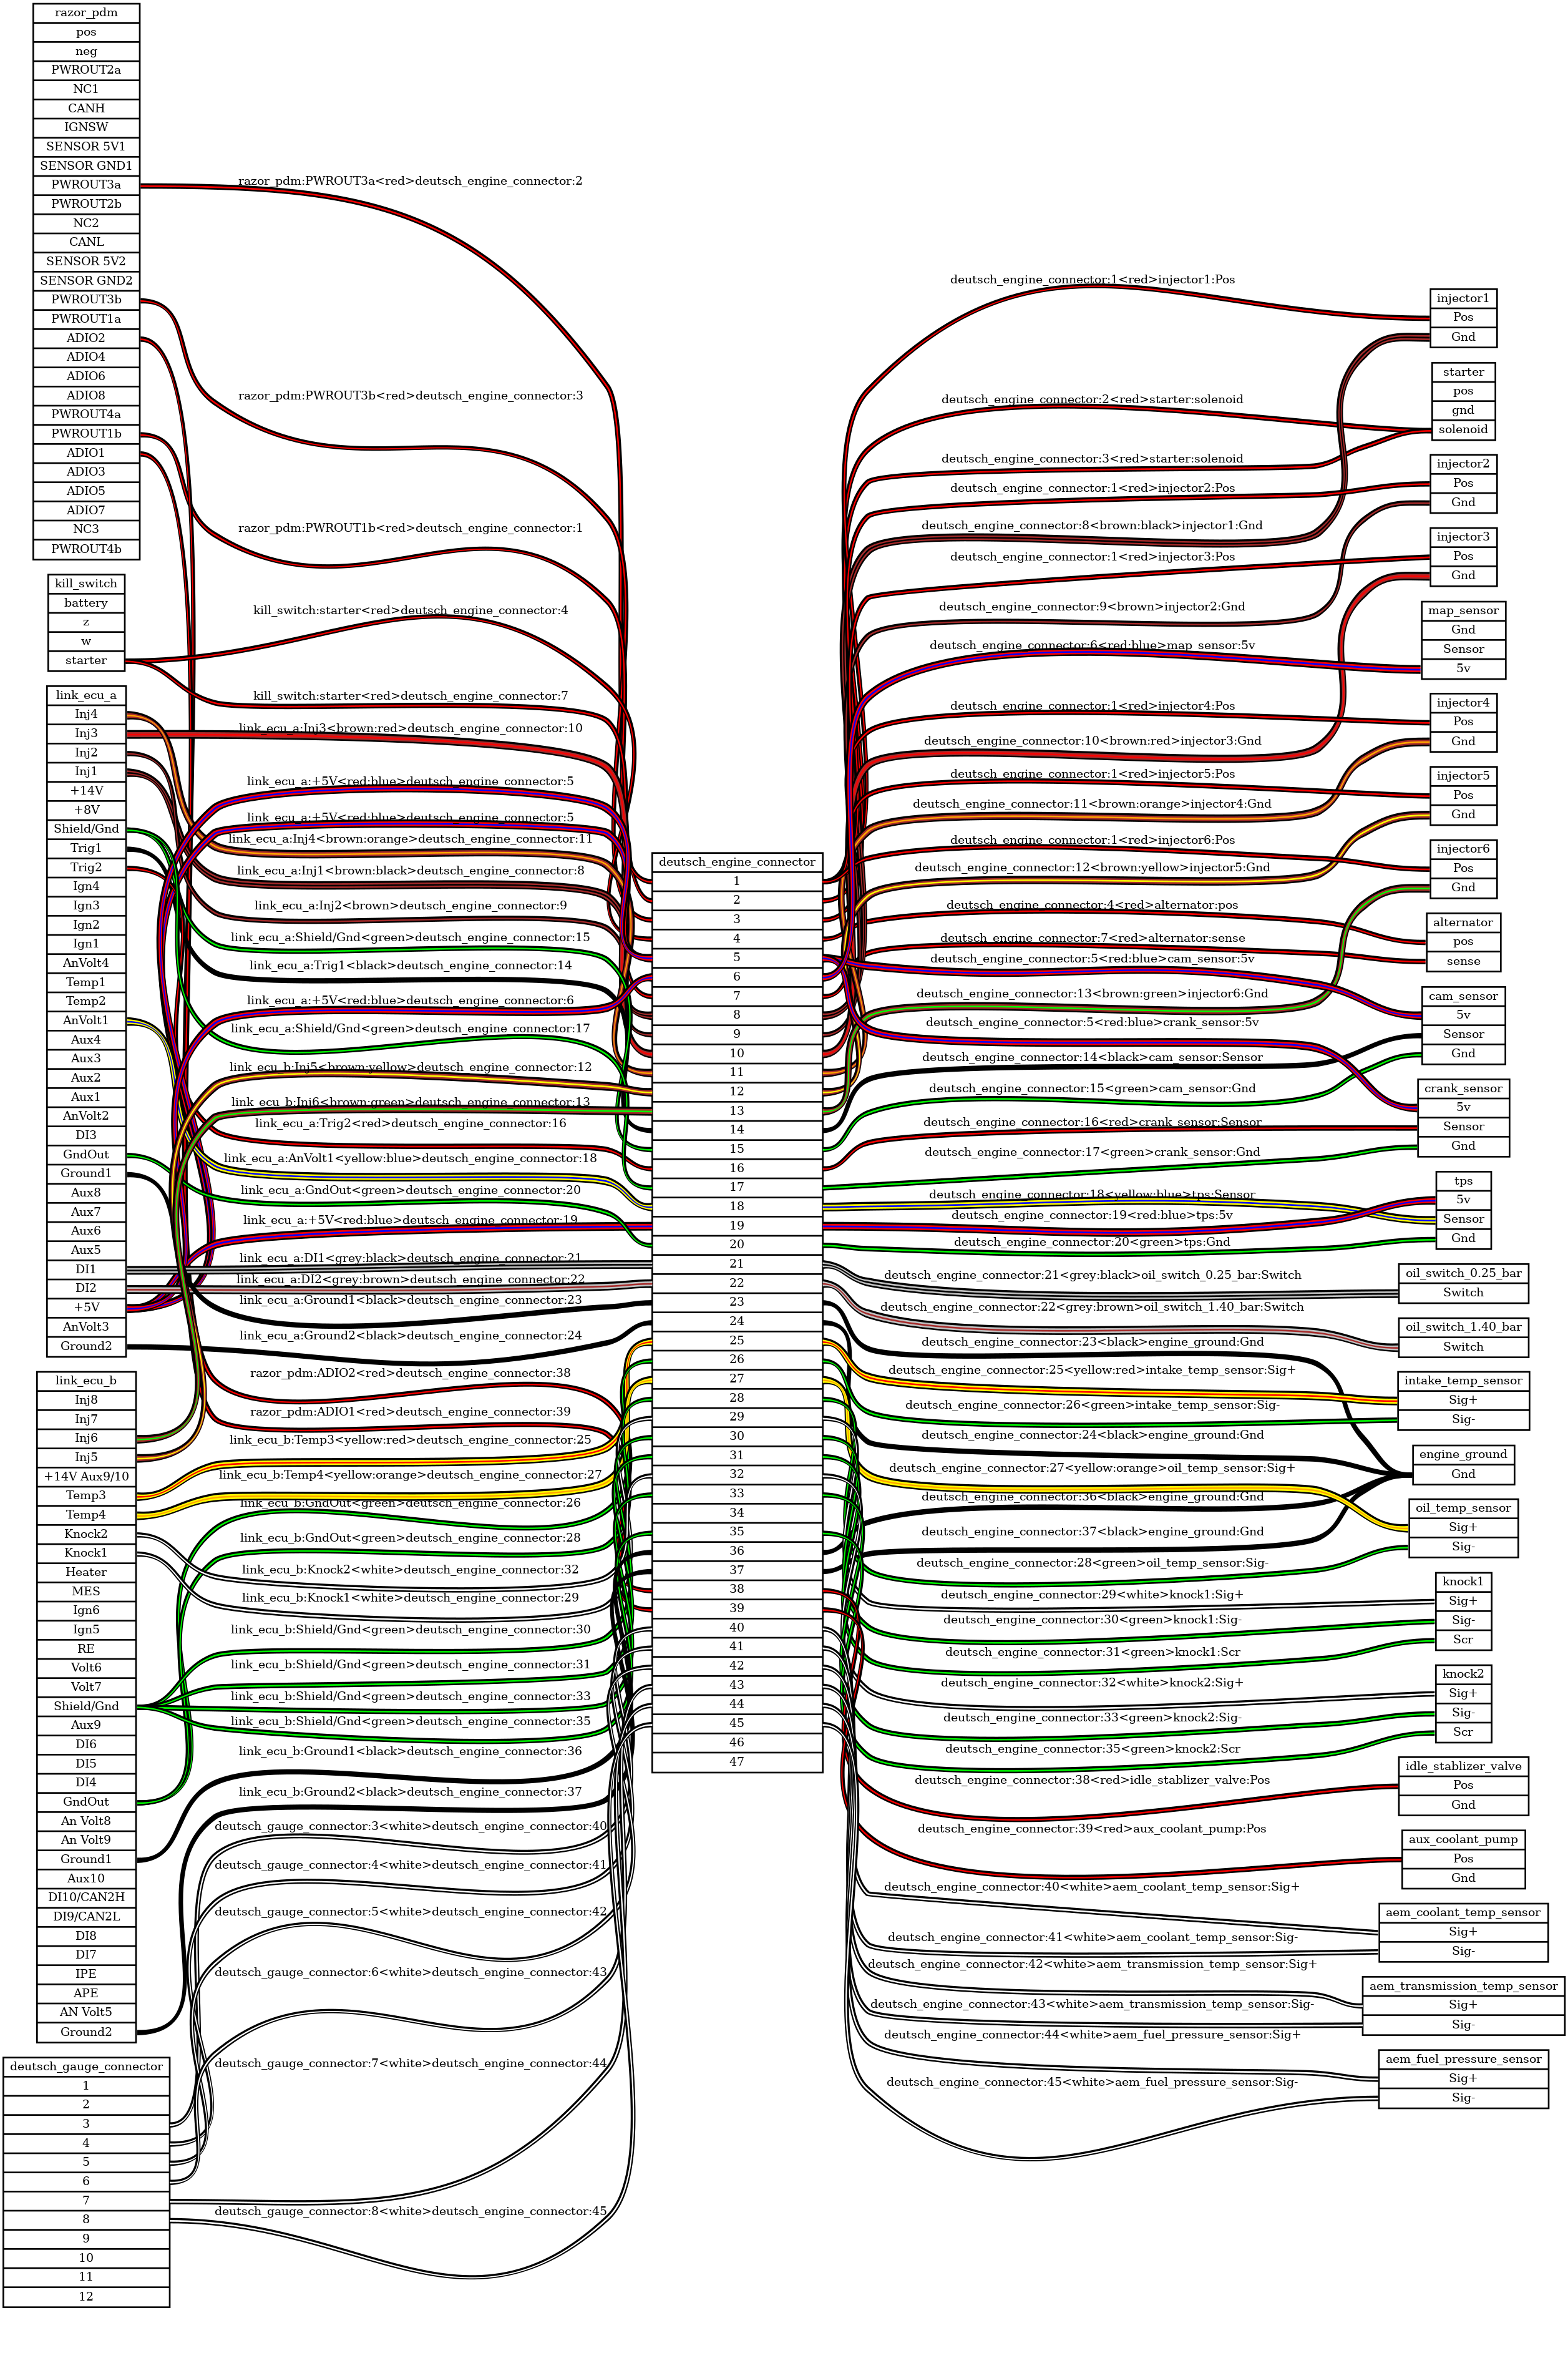 razor_pdm
pos
neg
PWROUT2a
NC1
CANH
IGNSW
SENSOR 5V1
SENSOR GND1
PWROUT3a
PWROUT2b
NC2
CANL
SENSOR 5V2
SENSOR GND2
PWROUT3b
PWROUT1a
ADIO2
ADIO4
ADIO6
ADIO8
PWROUT4a
PWROUT1b
ADIO1
ADIO3
ADIO5
ADIO7
NC3
PWROUT4b
kill_switch
battery
z
w
starter
link_ecu_a
Inj4
Inj3
Inj2
Inj1
+14V
+8V
Shield/Gnd
Trig1
Trig2
Ign4
Ign3
Ign2
Ign1
AnVolt4
Temp1
Temp2
AnVolt1
Aux4
Aux3
Aux2
Aux1
AnVolt2
DI3
GndOut
Ground1
Aux8
Aux7
Aux6
Aux5
DI1
DI2
+5V
AnVolt3
Ground2
link_ecu_b
Inj8
Inj7
Inj6
Inj5
+14V Aux9/10
Temp3
Temp4
Knock2
Knock1
Heater
MES
Ign6
Ign5
RE
Volt6
Volt7
Shield/Gnd
Aux9
DI6
DI5
DI4
GndOut
An Volt8
An Volt9
Ground1
Aux10
DI10/CAN2H
DI9/CAN2L
DI8
DI7
IPE
APE
AN Volt5
Ground2
deutsch_gauge_connector
1
2
3
4
5
6
7
8
9
10
11
12
razor_pdm:PWROUT3a<red>deutsch_engine_connector:2
razor_pdm:PWROUT3b<red>deutsch_engine_connector:3
razor_pdm:PWROUT1b<red>deutsch_engine_connector:1
kill_switch:starter<red>deutsch_engine_connector:4
kill_switch:starter<red>deutsch_engine_connector:7
link_ecu_a:Inj3<brown:red>deutsch_engine_connector:10
link_ecu_a:+5V<red:blue>deutsch_engine_connector:5
link_ecu_a:+5V<red:blue>deutsch_engine_connector:5
link_ecu_a:Inj4<brown:orange>deutsch_engine_connector:11
link_ecu_a:Inj1<brown:black>deutsch_engine_connector:8
link_ecu_a:Inj2<brown>deutsch_engine_connector:9
link_ecu_a:Shield/Gnd<green>deutsch_engine_connector:15
link_ecu_a:Trig1<black>deutsch_engine_connector:14
link_ecu_a:+5V<red:blue>deutsch_engine_connector:6
link_ecu_a:Shield/Gnd<green>deutsch_engine_connector:17
link_ecu_b:Inj5<brown:yellow>deutsch_engine_connector:12
link_ecu_b:Inj6<brown:green>deutsch_engine_connector:13
link_ecu_a:Trig2<red>deutsch_engine_connector:16
link_ecu_a:AnVolt1<yellow:blue>deutsch_engine_connector:18
link_ecu_a:GndOut<green>deutsch_engine_connector:20
link_ecu_a:+5V<red:blue>deutsch_engine_connector:19
link_ecu_a:DI1<grey:black>deutsch_engine_connector:21
link_ecu_a:DI2<grey:brown>deutsch_engine_connector:22
link_ecu_a:Ground1<black>deutsch_engine_connector:23
link_ecu_a:Ground2<black>deutsch_engine_connector:24
razor_pdm:ADIO2<red>deutsch_engine_connector:38
razor_pdm:ADIO1<red>deutsch_engine_connector:39
link_ecu_b:Temp3<yellow:red>deutsch_engine_connector:25
link_ecu_b:Temp4<yellow:orange>deutsch_engine_connector:27
link_ecu_b:GndOut<green>deutsch_engine_connector:26
link_ecu_b:GndOut<green>deutsch_engine_connector:28
link_ecu_b:Knock2<white>deutsch_engine_connector:32
link_ecu_b:Knock1<white>deutsch_engine_connector:29
link_ecu_b:Shield/Gnd<green>deutsch_engine_connector:30
link_ecu_b:Shield/Gnd<green>deutsch_engine_connector:31
link_ecu_b:Shield/Gnd<green>deutsch_engine_connector:33
link_ecu_b:Shield/Gnd<green>deutsch_engine_connector:35
link_ecu_b:Ground1<black>deutsch_engine_connector:36
link_ecu_b:Ground2<black>deutsch_engine_connector:37
deutsch_gauge_connector:3<white>deutsch_engine_connector:40
deutsch_gauge_connector:4<white>deutsch_engine_connector:41
deutsch_gauge_connector:5<white>deutsch_engine_connector:42
deutsch_gauge_connector:6<white>deutsch_engine_connector:43
deutsch_gauge_connector:7<white>deutsch_engine_connector:44
deutsch_gauge_connector:8<white>deutsch_engine_connector:45
deutsch_engine_connector
1
2
3
4
5
6
7
8
9
10
11
12
13
14
15
16
17
18
19
20
21
22
23
24
25
26
27
28
29
30
31
32
33
34
35
36
37
38
39
40
41
42
43
44
45
46
47
deutsch_engine_connector:1<red>injector1:Pos
deutsch_engine_connector:2<red>starter:solenoid
deutsch_engine_connector:3<red>starter:solenoid
deutsch_engine_connector:1<red>injector2:Pos
deutsch_engine_connector:8<brown:black>injector1:Gnd
deutsch_engine_connector:1<red>injector3:Pos
deutsch_engine_connector:9<brown>injector2:Gnd
deutsch_engine_connector:6<red:blue>map_sensor:5v
deutsch_engine_connector:1<red>injector4:Pos
deutsch_engine_connector:10<brown:red>injector3:Gnd
deutsch_engine_connector:1<red>injector5:Pos
deutsch_engine_connector:11<brown:orange>injector4:Gnd
deutsch_engine_connector:1<red>injector6:Pos
deutsch_engine_connector:12<brown:yellow>injector5:Gnd
deutsch_engine_connector:4<red>alternator:pos
deutsch_engine_connector:7<red>alternator:sense
deutsch_engine_connector:5<red:blue>cam_sensor:5v
deutsch_engine_connector:13<brown:green>injector6:Gnd
deutsch_engine_connector:5<red:blue>crank_sensor:5v
deutsch_engine_connector:14<black>cam_sensor:Sensor
deutsch_engine_connector:15<green>cam_sensor:Gnd
deutsch_engine_connector:16<red>crank_sensor:Sensor
deutsch_engine_connector:17<green>crank_sensor:Gnd
deutsch_engine_connector:18<yellow:blue>tps:Sensor
deutsch_engine_connector:19<red:blue>tps:5v
deutsch_engine_connector:20<green>tps:Gnd
deutsch_engine_connector:21<grey:black>oil_switch_0.25_bar:Switch
deutsch_engine_connector:22<grey:brown>oil_switch_1.40_bar:Switch
deutsch_engine_connector:23<black>engine_ground:Gnd
deutsch_engine_connector:25<yellow:red>intake_temp_sensor:Sig+
deutsch_engine_connector:26<green>intake_temp_sensor:Sig-
deutsch_engine_connector:24<black>engine_ground:Gnd
deutsch_engine_connector:27<yellow:orange>oil_temp_sensor:Sig+
deutsch_engine_connector:36<black>engine_ground:Gnd
deutsch_engine_connector:37<black>engine_ground:Gnd
deutsch_engine_connector:28<green>oil_temp_sensor:Sig-
deutsch_engine_connector:29<white>knock1:Sig+
deutsch_engine_connector:30<green>knock1:Sig-
deutsch_engine_connector:31<green>knock1:Scr
deutsch_engine_connector:32<white>knock2:Sig+
deutsch_engine_connector:33<green>knock2:Sig-
deutsch_engine_connector:35<green>knock2:Scr
deutsch_engine_connector:38<red>idle_stablizer_valve:Pos
deutsch_engine_connector:39<red>aux_coolant_pump:Pos
deutsch_engine_connector:40<white>aem_coolant_temp_sensor:Sig+
deutsch_engine_connector:41<white>aem_coolant_temp_sensor:Sig-
deutsch_engine_connector:42<white>aem_transmission_temp_sensor:Sig+
deutsch_engine_connector:43<white>aem_transmission_temp_sensor:Sig-
deutsch_engine_connector:44<white>aem_fuel_pressure_sensor:Sig+
deutsch_engine_connector:45<white>aem_fuel_pressure_sensor:Sig-
injector1
Pos
Gnd
starter
pos
gnd
solenoid
injector2
Pos
Gnd
injector3
Pos
Gnd
map_sensor
Gnd
Sensor
5v
injector4
Pos
Gnd
injector5
Pos
Gnd
injector6
Pos
Gnd
alternator
pos
sense
cam_sensor
5v
Sensor
Gnd
crank_sensor
5v
Sensor
Gnd
tps
5v
Sensor
Gnd
oil_switch_0.25_bar
Switch
oil_switch_1.40_bar
Switch
intake_temp_sensor
Sig+
Sig-
engine_ground
Gnd
oil_temp_sensor
Sig+
Sig-
knock1
Sig+
Sig-
Scr
knock2
Sig+
Sig-
Scr
idle_stablizer_valve
Pos
Gnd
aux_coolant_pump
Pos
Gnd
aem_coolant_temp_sensor
Sig+
Sig-
aem_transmission_temp_sensor
Sig+
Sig-
aem_fuel_pressure_sensor
Sig+
Sig-